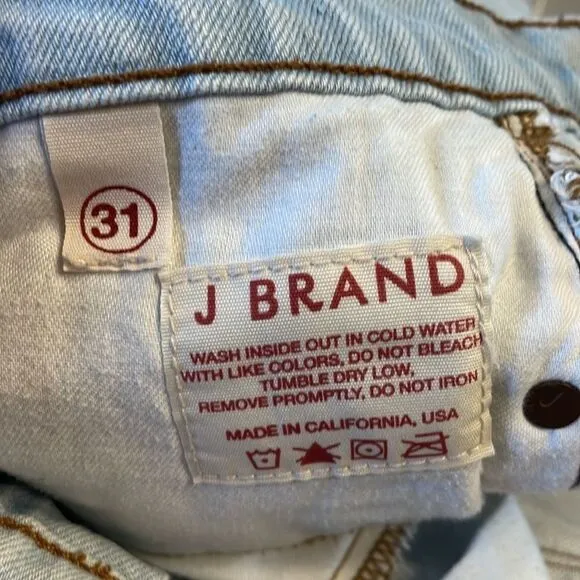 31
J BRAND
WASH INSIDE OUT IN COLD WATER
WITH LIKE COLORS, DO NOT BLEACH
TUMBLE DRY LOW,
REMOVE PROMPTLY, DO NOT IRON
MADE IN CALIFORNIA, USA